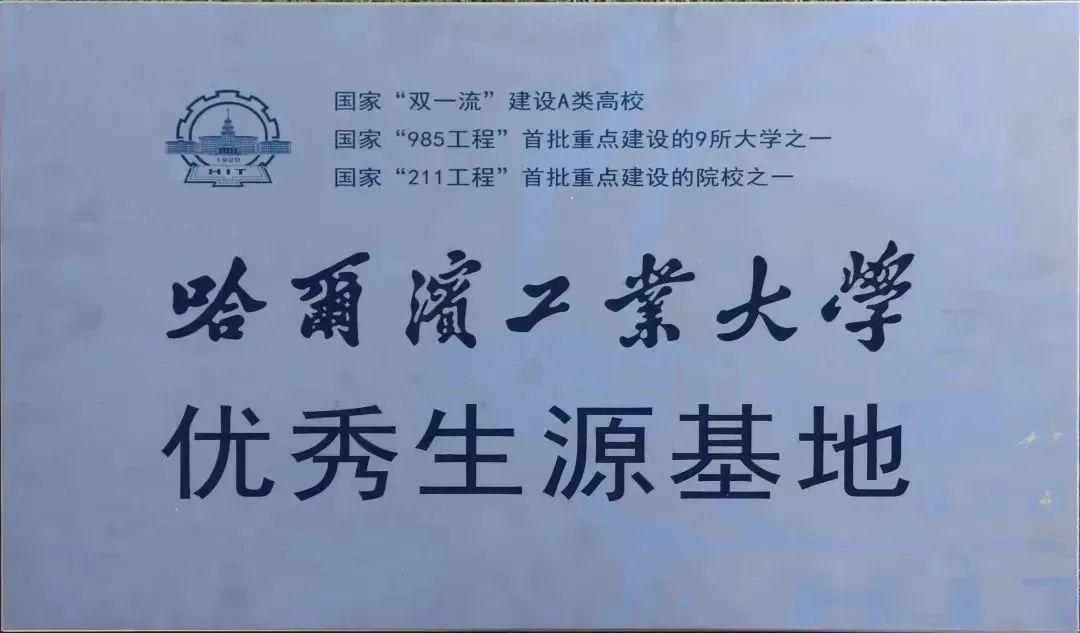 国家“双一流”建设A类高校
国家“985工程”首批重点建设的9所大学之一
国家“211工程”首批重点建设的院校之一
1920
HIT
哈爾濱工業大學
优秀生源基地